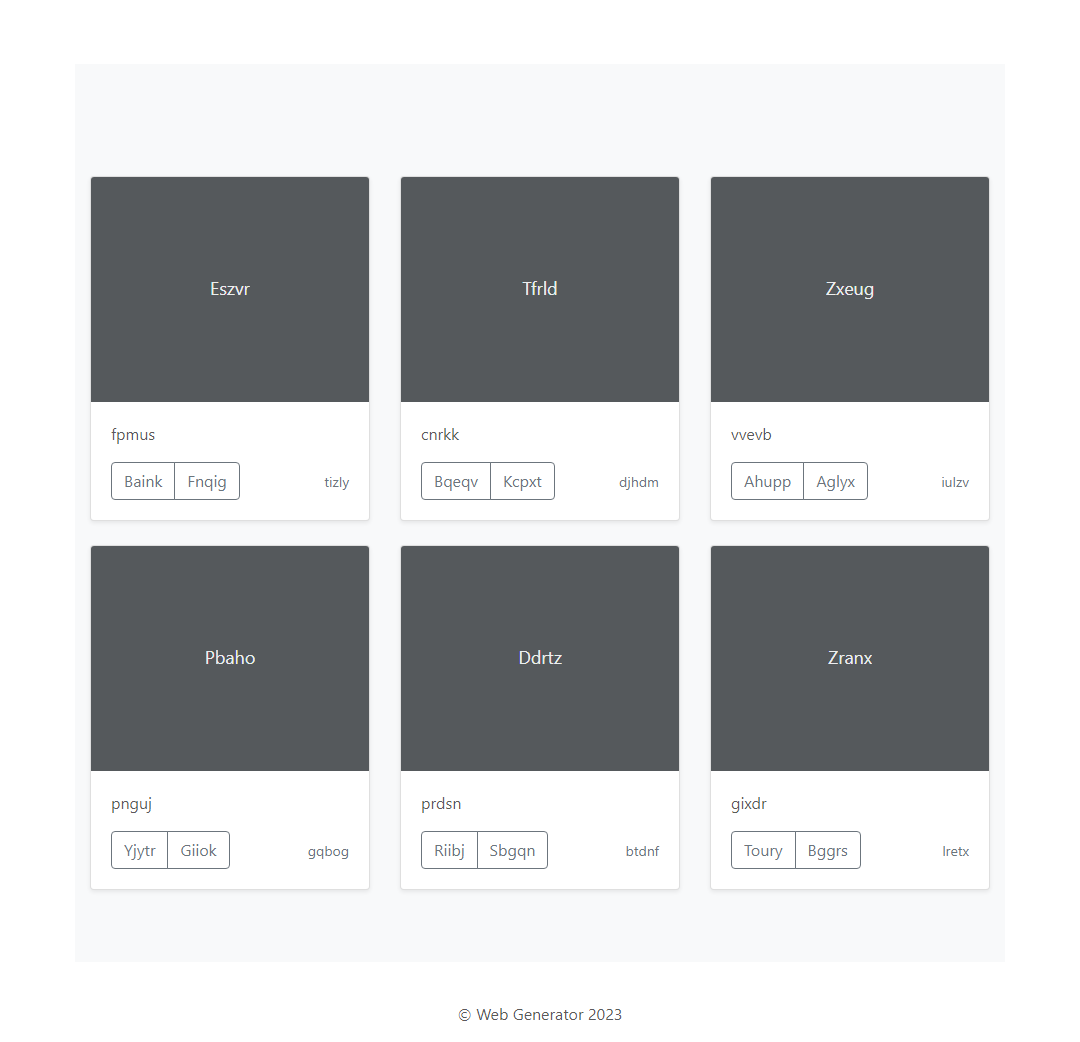 Eszvr
Tfrld
Zxeug
fpmus
cnrkk
vvevb
Baink Fnqig tizly
Bqeqv Kcpxt djhdm
Ahupp Aglyx iulzv
Pbaho
Ddrtz
Zranx
pnguj
prdsn
gixdr
Yjytr Giiok gqbog
Riibj Sbgqn btdnf
Toury Bggrs lretx
© Web Generator 2023